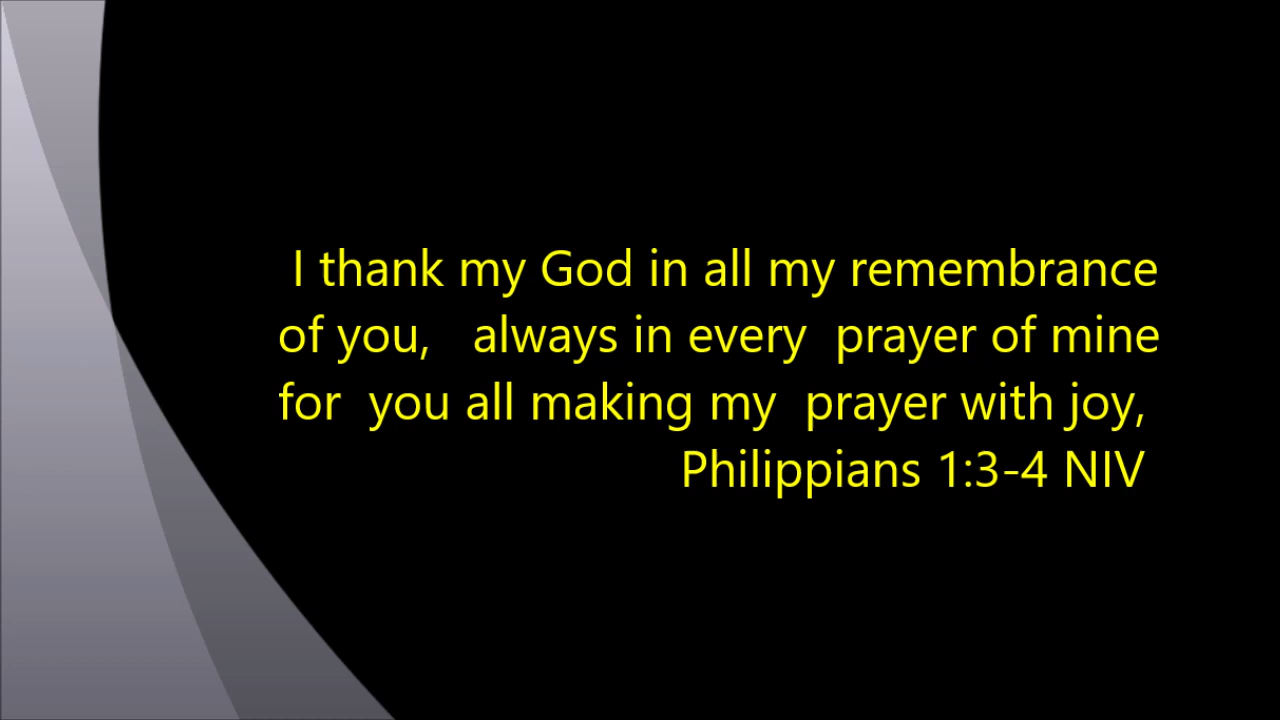 I thank my God in all my remembrance
of you,   always in every  prayer of mine
for  you all making my  prayer with joy,
Philippians 1:3-4 NIV